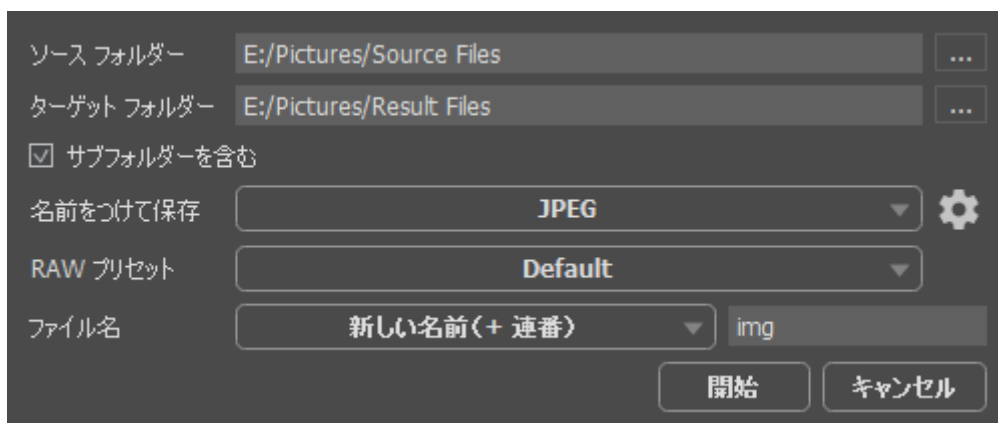 ソース フォルダー E:/Pictures/Source Files ...
ターゲット フォルダー E:/Pictures/Result Files ...
サブフォルダーを含む
名前をつけて保存 JPEG
RAW プリセット Default
ファイル名 新しい名前(+ 連番) img
開始 キャンセル